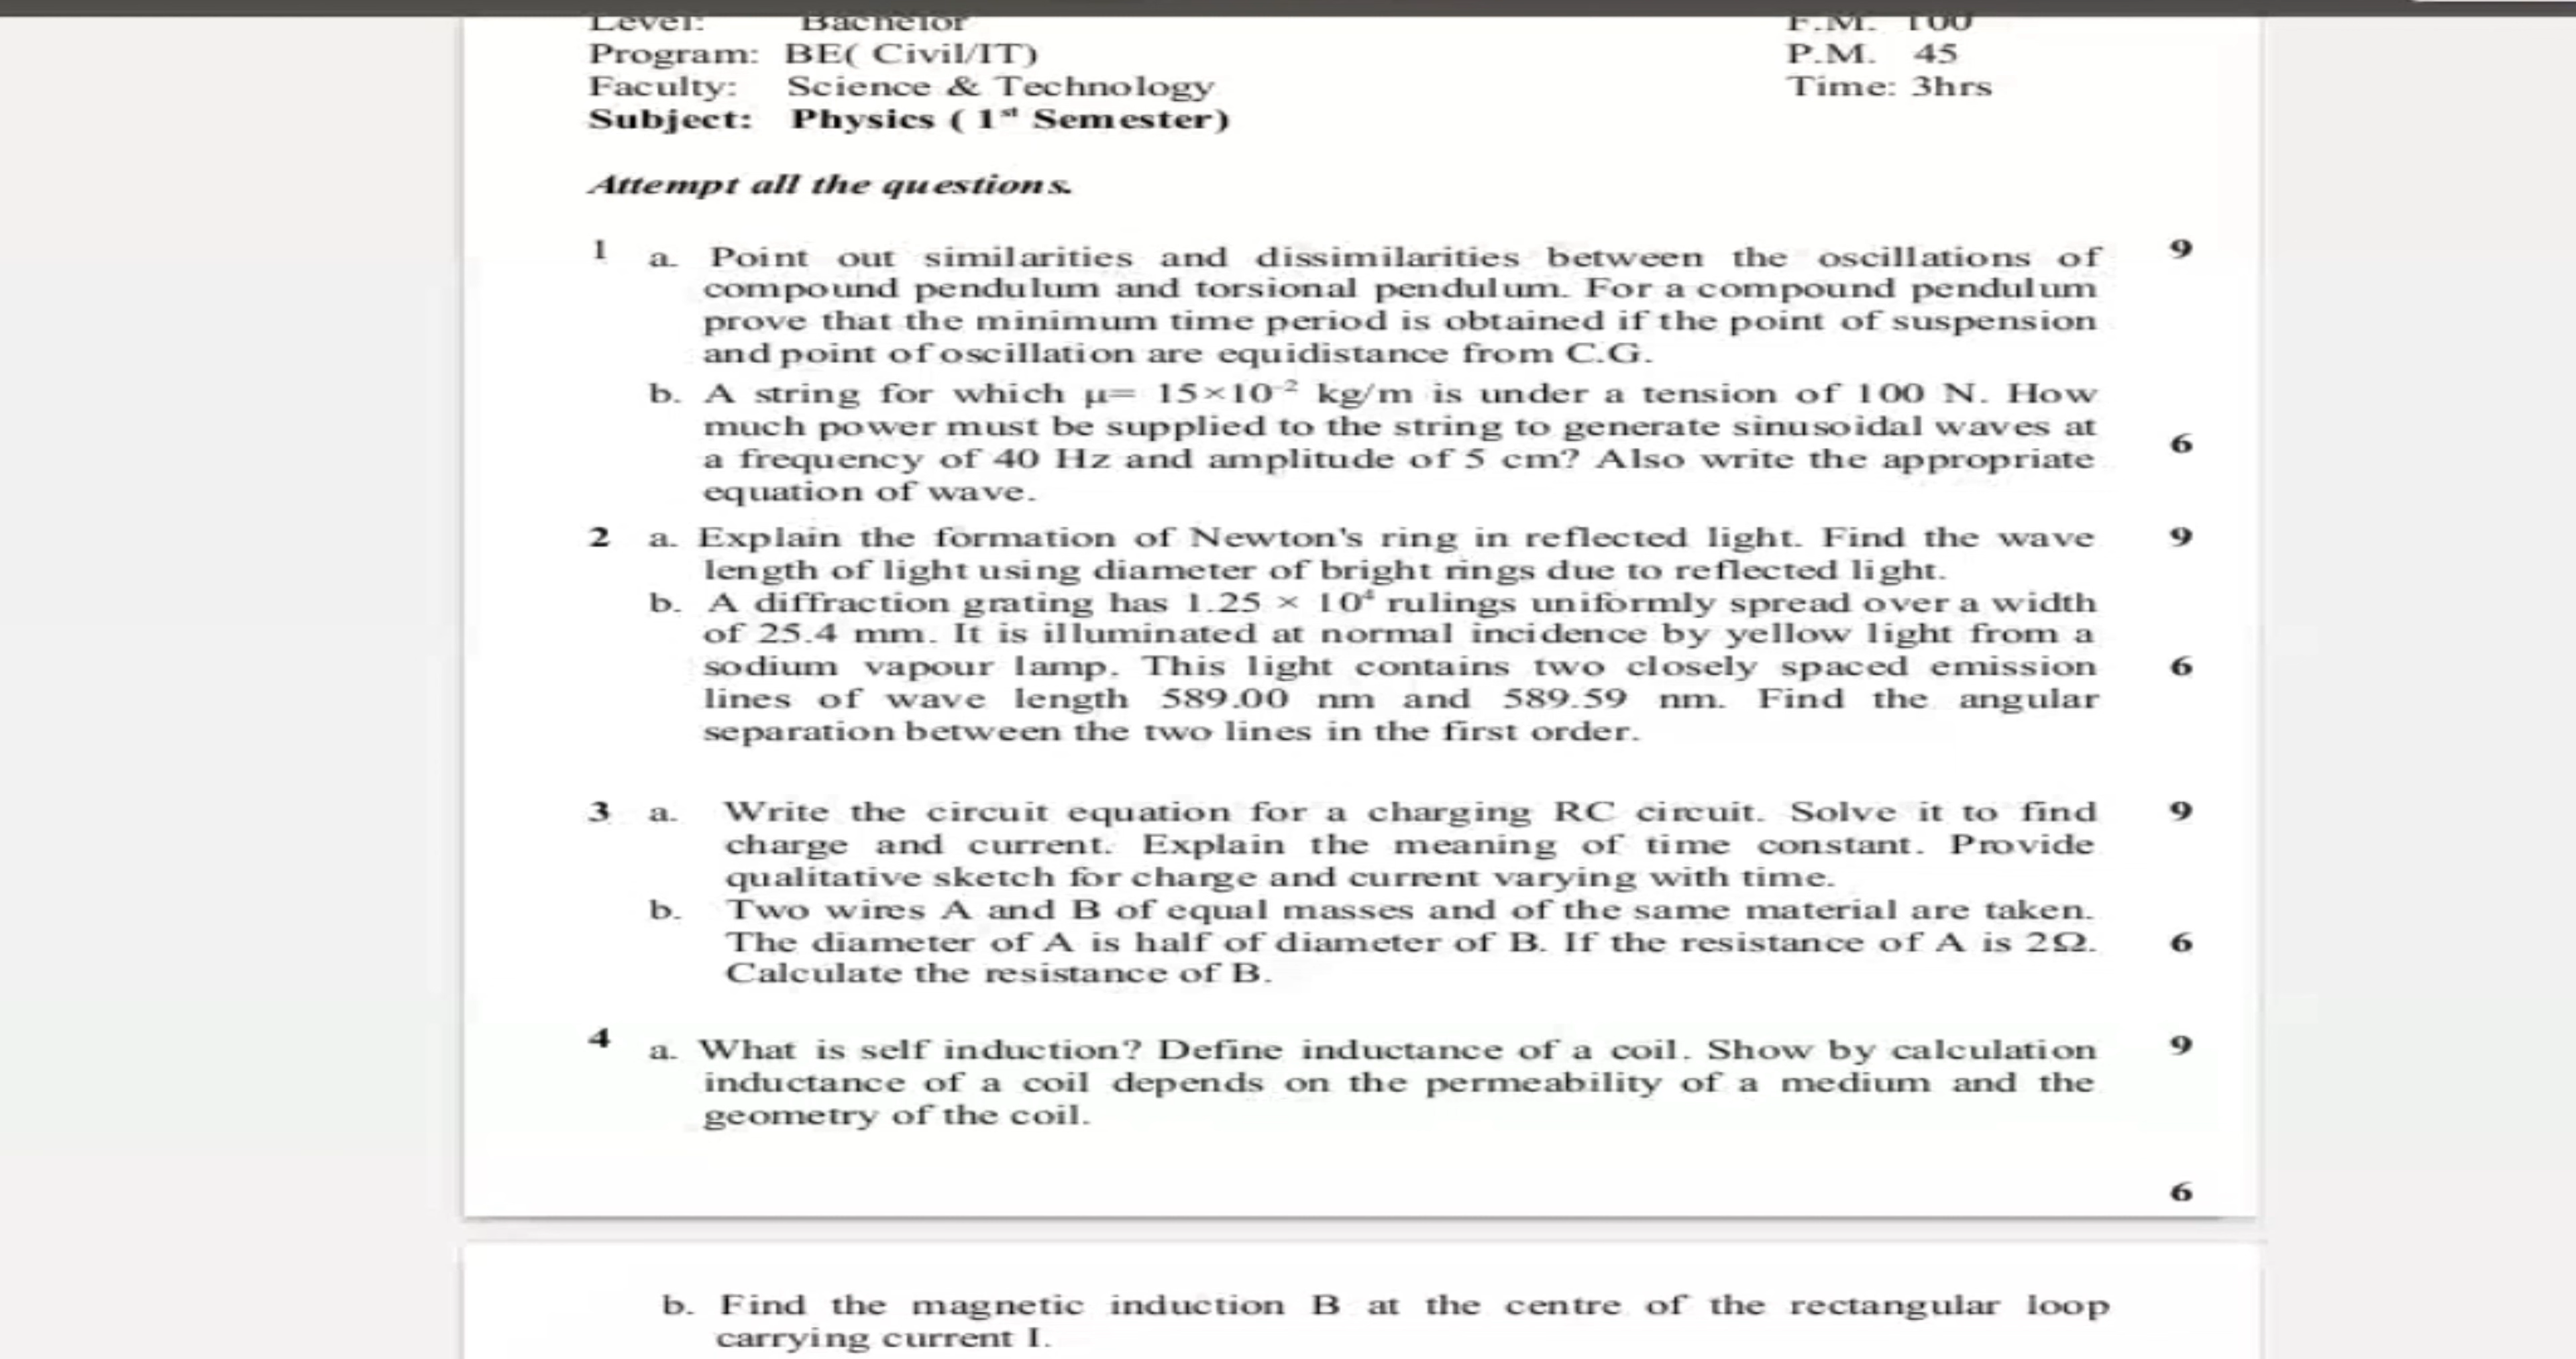 Level: Bachelor F.M. 100
Program: BE( Civil/IT) P.M. 45
Faculty: Science & Technology Time: 3hrs
Subject: Physics ( 1st Semester)
Attempt all the questions.
1 a. Point out similarities and dissimilarities between the oscillations of 9
compound pendulum and torsional pendulum. For a compound pendulum
prove that the minimum time period is obtained if the point of suspension
and point of oscillation are equidistance from C.G.
b. A string for which μ= 15×10⁻² kg/m is under a tension of 100 N. How
much power must be supplied to the string to generate sinusoidal waves at
a frequency of 40 Hz and amplitude of 5 cm? Also write the appropriate 6
equation of wave.
2 a. Explain the formation of Newton's ring in reflected light. Find the wave 9
length of light using diameter of bright rings due to reflected light.
b. A diffraction grating has 1.25 × 10⁴ rulings uniformly spread over a width
of 25.4 mm. It is illuminated at normal incidence by yellow light from a
sodium vapour lamp. This light contains two closely spaced emission 6
lines of wave length 589.00 nm and 589.59 nm. Find the angular
separation between the two lines in the first order.
3 a. Write the circuit equation for a charging RC circuit. Solve it to find 9
charge and current. Explain the meaning of time constant. Provide
qualitative sketch for charge and current varying with time.
b. Two wires A and B of equal masses and of the same material are taken.
The diameter of A is half of diameter of B. If the resistance of A is 2Ω. 6
Calculate the resistance of B.
4 a. What is self induction? Define inductance of a coil. Show by calculation 9
inductance of a coil depends on the permeability of a medium and the
geometry of the coil.
6
b. Find the magnetic induction B at the centre of the rectangular loop
carrying current I.